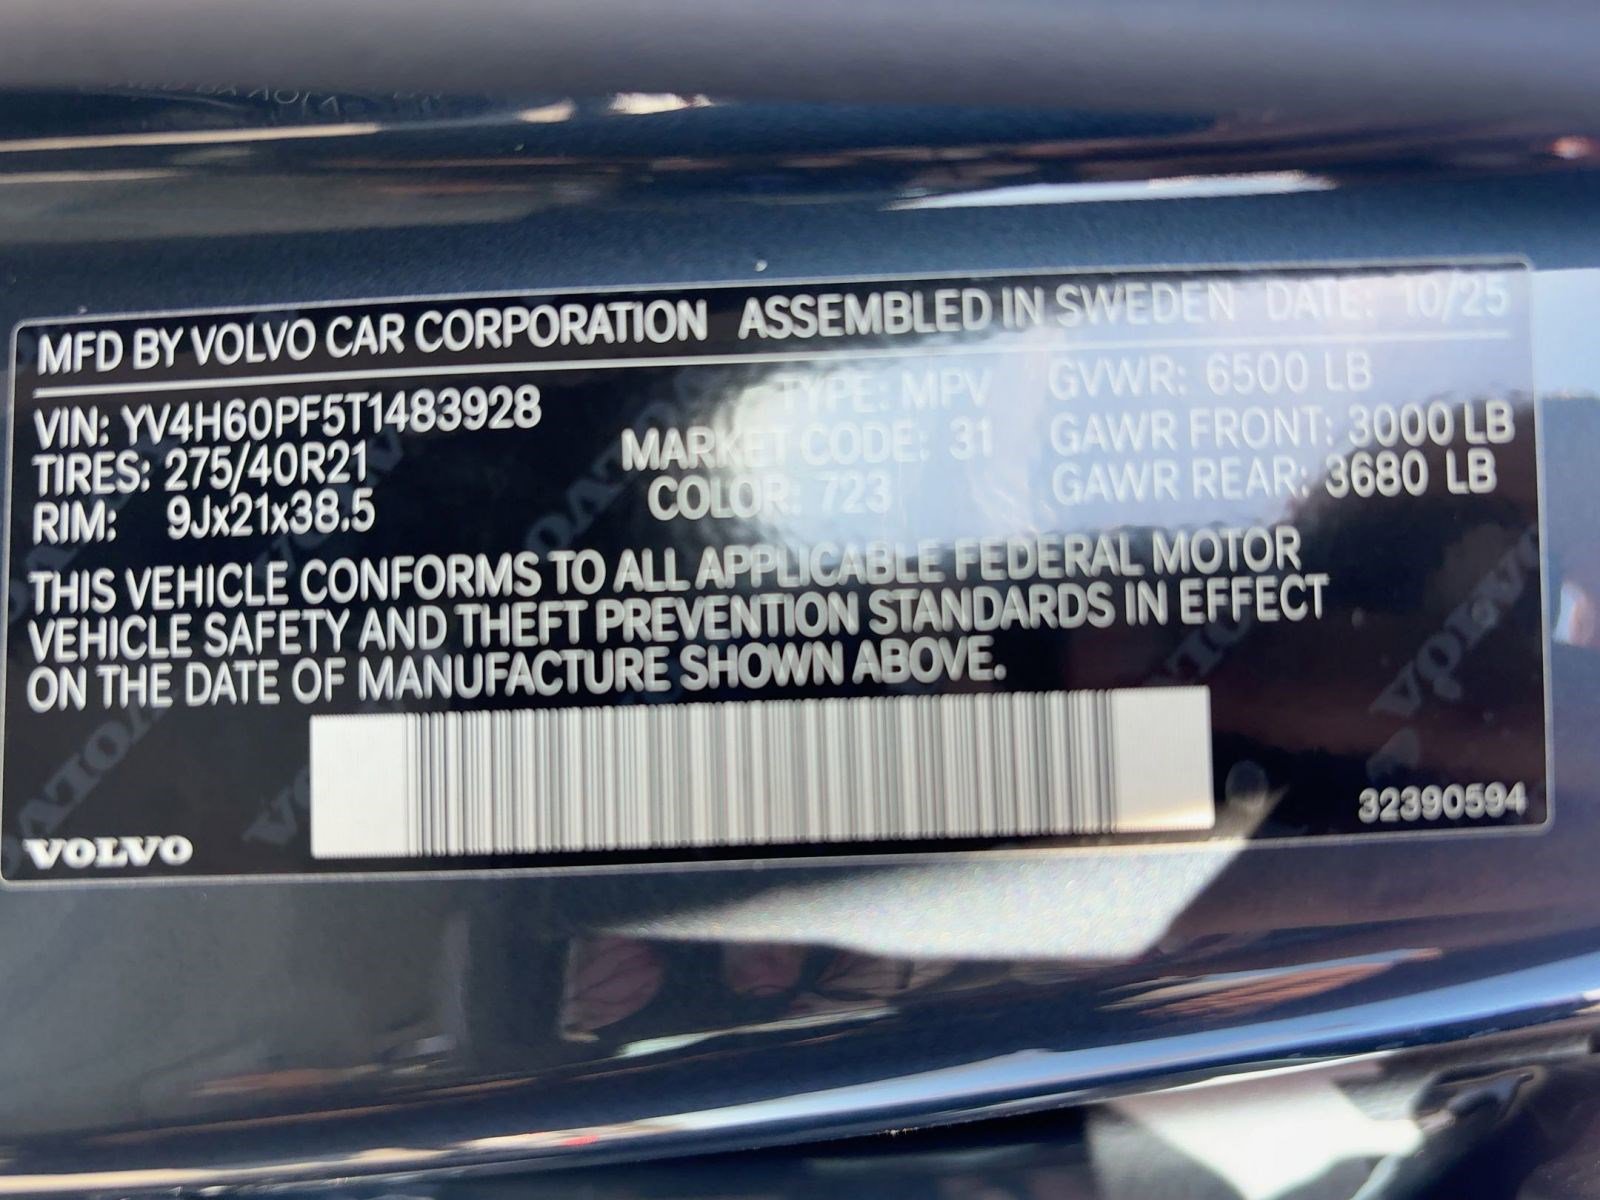 MFD BY VOLVO CAR CORPORATION ASSEMBLED IN SWEDEN DATE: 10/25
VIN: YV4H60PF5T1483928 TYPE: MPV GVWR: 6500 LB
TIRES: 275/40R21 MARKET CODE: 31 GAWR FRONT: 3000 LB
RIM: 9Jx21x38.5 COLOR: 723 GAWR REAR: 3680 LB
THIS VEHICLE CONFORMS TO ALL APPLICABLE FEDERAL MOTOR
VEHICLE SAFETY AND THEFT PREVENTION STANDARDS IN EFFECT
ON THE DATE OF MANUFACTURE SHOWN ABOVE.
VOLVO 32390594